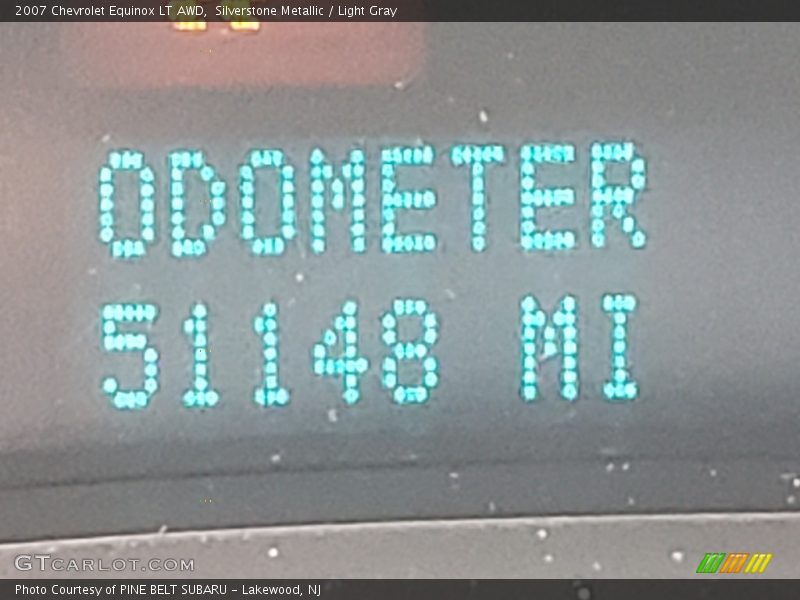 2007 Chevrolet Equinox LT AWD,  Silverstone Metallic / Light Gray
ODOMETER
51148 MI
GTCARLOT.COM
Photo Courtesy of PINE BELT SUBARU - Lakewood, NJ